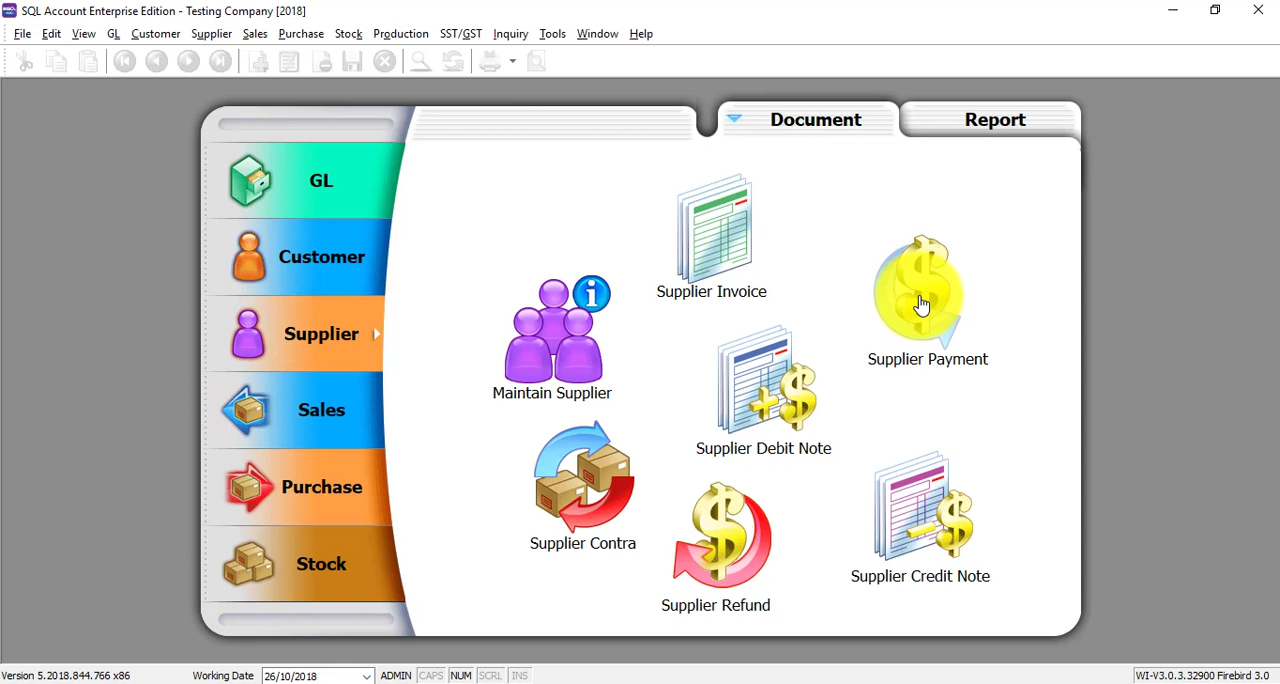 SQL Account Enterprise Edition - Testing Company [2018]
File Edit View GL Customer Supplier Sales Purchase Stock Production SST/GST Inquiry Tools Window Help
Document
Report
GL
Customer
Supplier
Sales
Purchase
Stock
Supplier Invoice
Supplier Payment
Maintain Supplier
Supplier Debit Note
Supplier Contra
Supplier Credit Note
Supplier Refund
Version 5.2018.844.766 x86 Working Date 26/10/2018 ADMIN CAPS NUM SCRL INS WI-V3.0.3.32900 Firebird 3.0